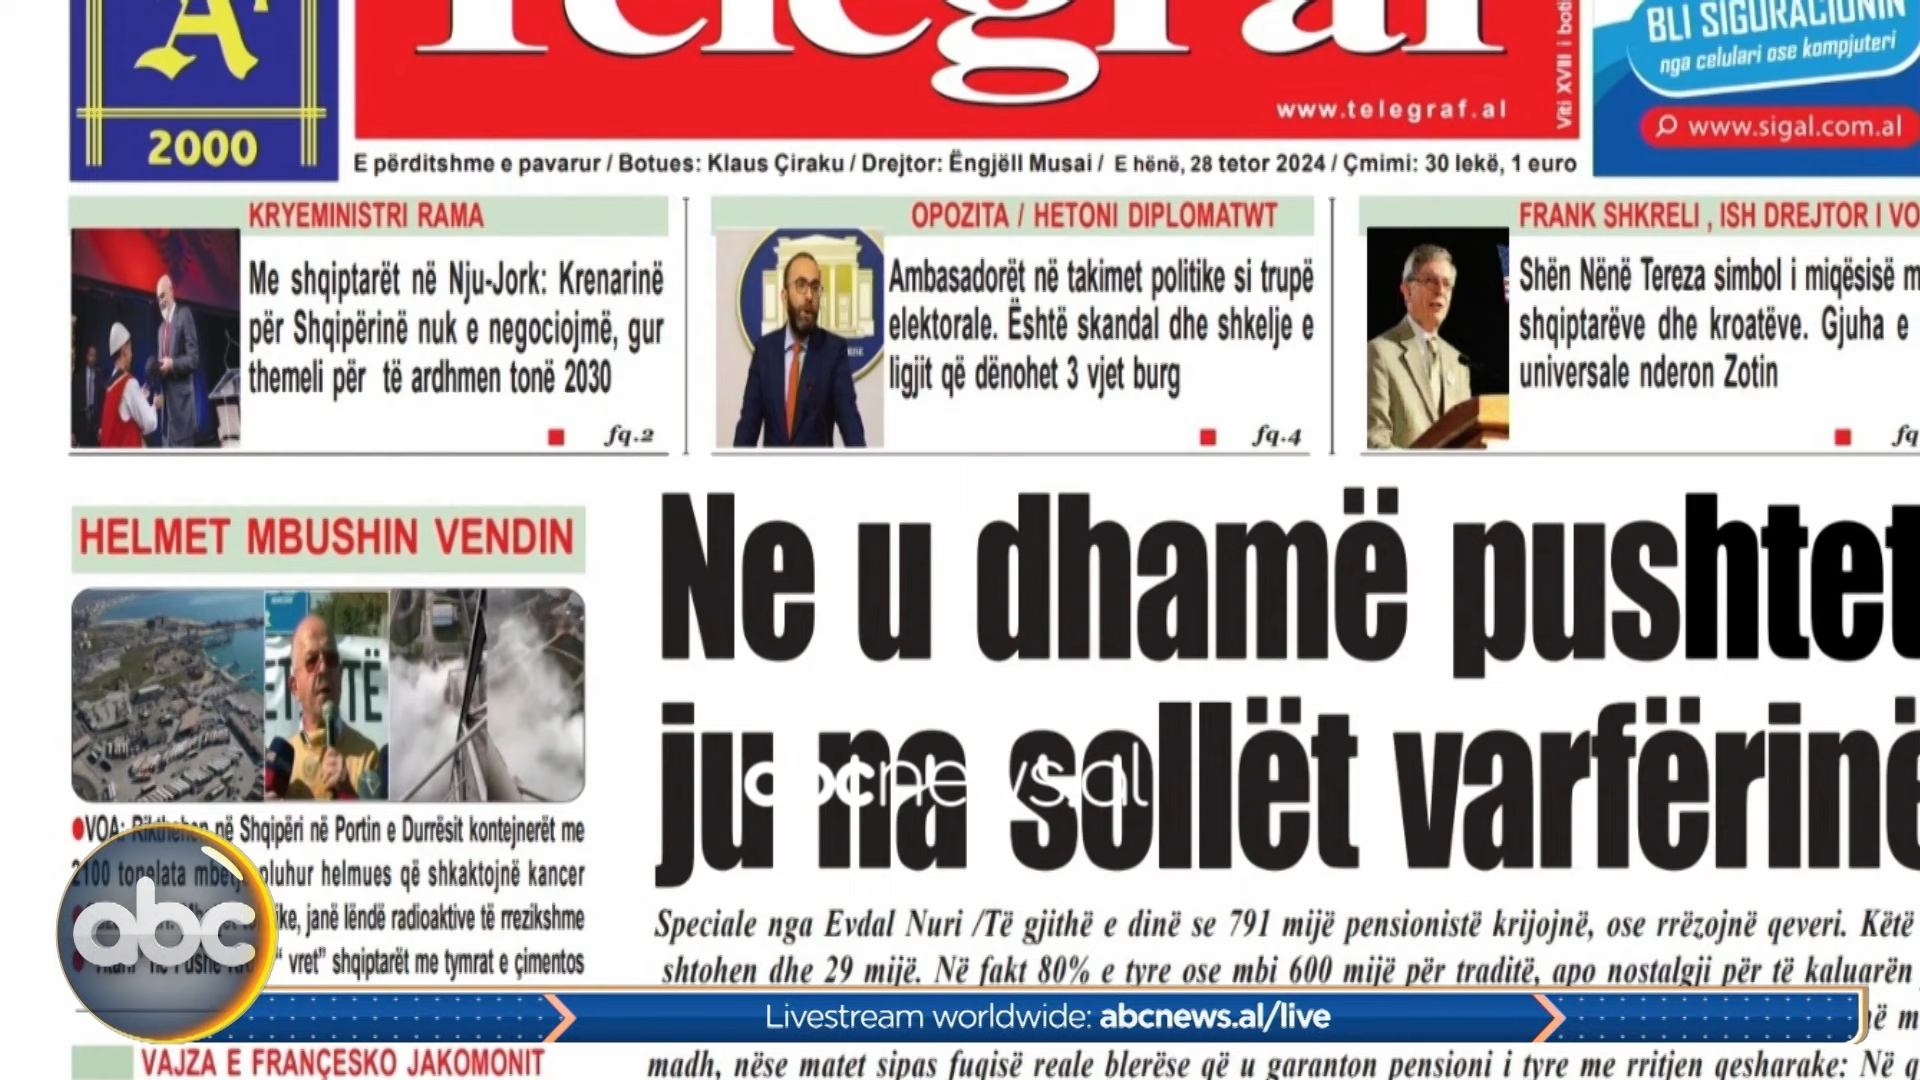 A
2000
Telegraf
www.telegraf.al
Viti XVIII i boti
BLI SIGURACIONIN
nga celulari ose kompjuteri
www.sigal.com.al
E përditshme e pavarur / Botues: Klaus Çiraku / Drejtor: Ëngjëll Musai / E hënë, 28 tetor 2024 / Çmimi: 30 lekë, 1 euro
KRYEMINISTRI RAMA
Me shqiptarët në Nju-Jork: Krenarinë
për Shqipërinë nuk e negociojmë, gur
themeli për të ardhmen tonë 2030
fq.2
OPOZITA / HETONI DIPLOMATWT
Ambasadorët në takimet politike si trupë
elektorale. Është skandal dhe shkelje e
ligjit që dënohet 3 vjet burg
fq.4
FRANK SHKRELI , ISH DREJTOR I VO
Shën Nënë Tereza simbol i miqësisë m
shqiptarëve dhe kroatëve. Gjuha e
universale nderon Zotin
fq
HELMET MBUSHIN VENDIN
VOA: Rikthehen në Shqipëri në Portin e Durrësit kontejnerët me
2100 tonelata mbetje pluhur helmues që shkaktojnë kancer
ike, janë lëndë radioaktive të rrezikshme
“ vret” shqiptarët me tymrat e çimentos
VAJZA E FRANÇESKO JAKOMONIT
Ne u dhamë pushtet
ju na sollët varfërinë
abcnews.al
Speciale nga Evdal Nuri /Të gjithë e dinë se 791 mijë pensionistë krijojnë, ose rrëzojnë qeveri. Këtë
shtohen dhe 29 mijë. Në fakt 80% e tyre ose mbi 600 mijë për traditë, apo nostalgji për të kaluarën
në m
madh, nëse matet sipas fuqisë reale blerëse që u garanton pensioni i tyre me rritjen qesharake: Në q
abc
Livestream worldwide: abcnews.al/live